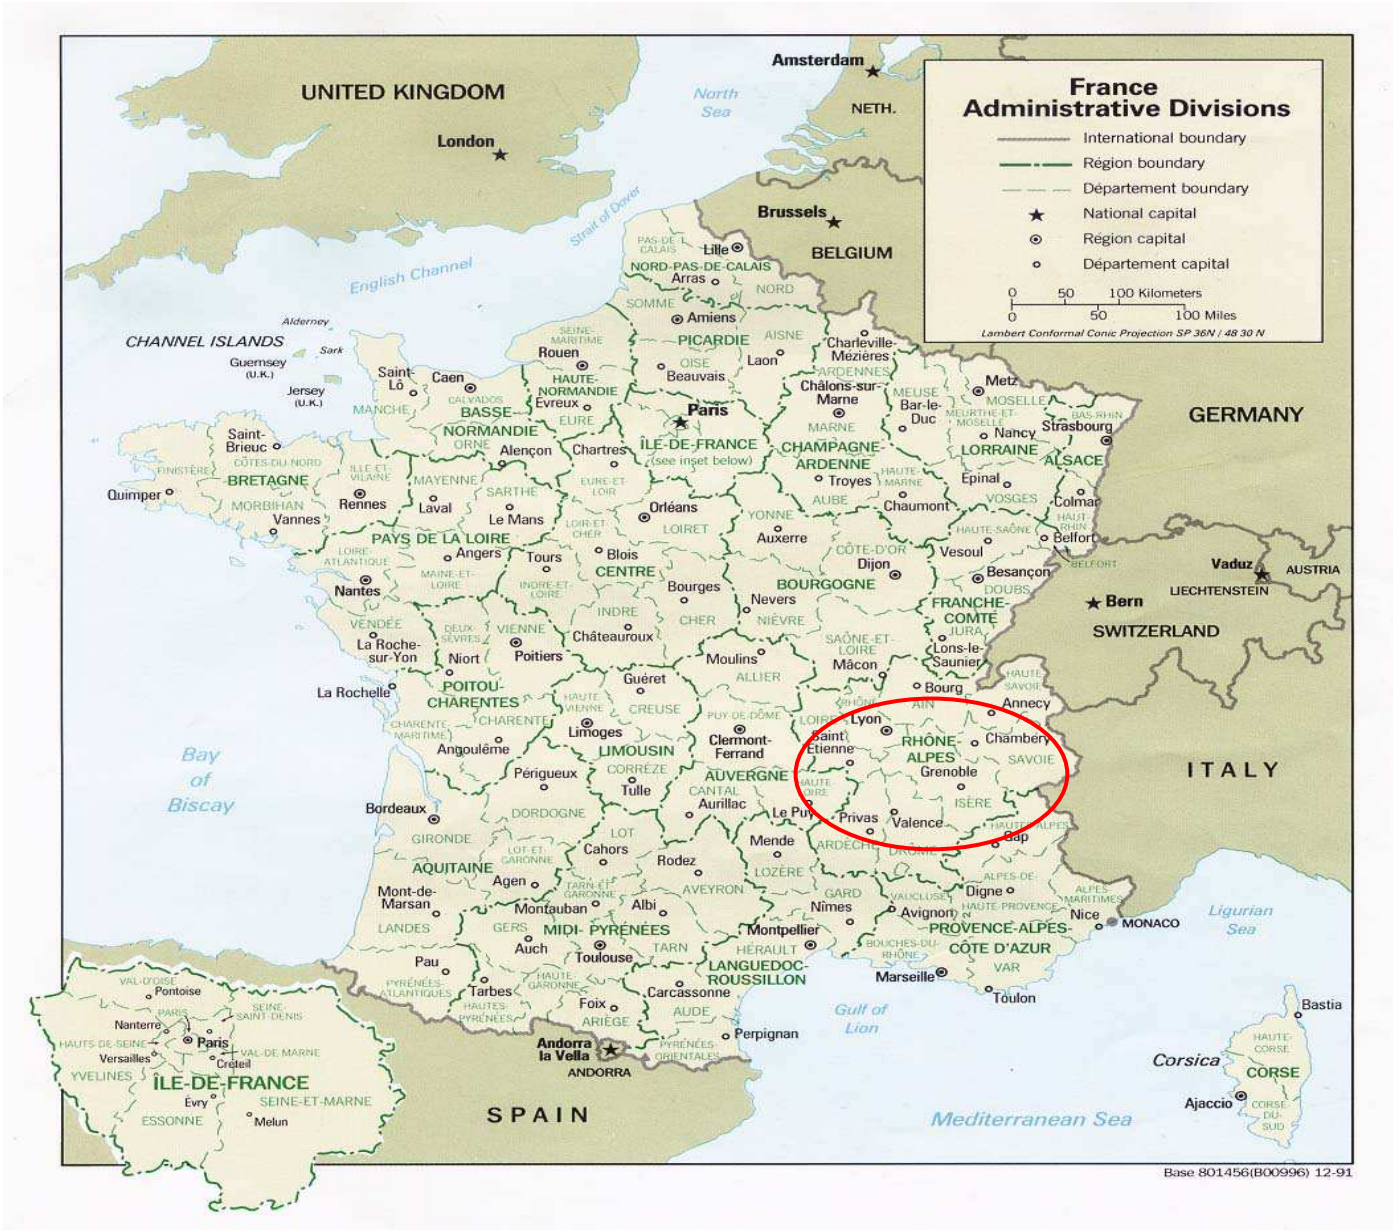 UNITED KINGDOM
London
North
Sea
Amsterdam
NETH.
France
Administrative Divisions
International boundary
Région boundary
Département boundary
National capital
Région capital
Département capital
0 50 100 Kilometers
0 50 100 Miles
Lambert Conformal Conic Projection SP 36N / 48 30 N
Brussels
BELGIUM
Strait of Dover
English Channel
PAS-DE-
CALAIS
Lille
NORD-PAS-DE-CALAIS
Arras
NORD
SOMME
Amiens
PICARDIE
AISNE
OISE
Laon
Beauvais
Charleville-
Mézières
ARDENNES
CHANNEL ISLANDS
Alderney
Guernsey
(U.K.)
Sark
Jersey
(U.K.)
SEINE-
MARITIME
Rouen
HAUTE-
NORMANDIE
Evreux
EURE
Saint-
Lô
Caen
CALVADOS
MANCHE
BASSE-
NORMANDIE
ORNE
Alençon
Paris
ÎLE-DE-FRANCE
(see inset below)
Chartres
EURE-ET
LOIR
Châlons-sur-
Marne
MARNE
CHAMPAGNE-
ARDENNE
Troyes
AUBE
HAUTE-
MARNE
Chaumont
MEUSE
Bar-le-
Duc
Metz
MOSELLE
MEURTHE-ET-
MOSELLE
Nancy
LORRAINE
Epinal
VOSGES
BAS-RHIN
Strasbourg
ALSACE
Colmar
HAUT-
RHIN
GERMANY
Saint-
Brieuc
CÔTES-DU-NORD
FINISTÈRE
BRETAGNE
Quimper
MORBIHAN
Vannes
ILLE-ET-
VILAINE
Rennes
MAYENNE
Laval
SARTHE
Le Mans
PAYS DE LA LOIRE
LOIRE-
ATLANTIQUE
Angers
MAINE-ET-
LOIRE
Nantes
VENDÉE
La Roche-
sur-Yon
Orléans
LOIRET
LOIR-ET
CHER
Blois
Tours
CENTRE
INDRE-ET-
LOIRE
Bourges
INDRE
CHER
Châteauroux
YONNE
Auxerre
CÔTE-D'OR
Dijon
BOURGOGNE
Nevers
NIÈVRE
SAÔNE-ET-
LOIRE
Mâcon
HAUTE-SAÔNE
Vesoul
Belfort
BELFORT
Besançon
DOUBS
FRANCHE-
COMTÉ
JURA
Lons-le-
Saunier
Vaduz
AUSTRIA
LIECHTENSTEIN
Bern
SWITZERLAND
DEUX-
SÈVRES
VIENNE
Niort
Poitiers
La Rochelle
POITOU-
CHARENTES
CHARENTE
MARITIME
CHARENTE
Angoulême
HAUTE
VIENNE
Limoges
Guéret
CREUSE
LIMOUSIN
CORRÈZE
Tulle
Moulins
ALLIER
PUY-DE-DÔME
Clermont-
Ferrand
AUVERGNE
CANTAL
Aurillac
HAUTE
Le Puy
Bourg
AIN
RHÔNE
LOIRE
Lyon
Saint
Etienne
RHÔNE-
ALPES
HAUTE
SAVOIE
Annecy
Chambéry
SAVOIE
Grenoble
ISÈRE
Privas
Valence
ARDÈCHE
DRÔME
ITALY
Bay
of
Biscay
Périgueux
DORDOGNE
Bordeaux
GIRONDE
AQUITAINE
LOT-ET-
GARONNE
Agen
Mont-de-
Marsan
LANDES
LOT
Cahors
Rodez
AVEYRON
TARN-ET
GARONNE
Montauban
Albi
TARN
GERS
Auch
MIDI-PYRÉNÉES
Toulouse
HAUTE-
GARONNE
Pau
PYRÉNÉES-
ATLANTIQUES
Tarbes
HAUTES-
PYRÉNÉES
Foix
ARIÈGE
Mende
LOZÈRE
GARD
Nîmes
Montpellier
HÉRAULT
LANGUEDOC-
ROUSSILLON
Carcassonne
AUDE
Perpignan
PYRÉNÉES-
ORIENTALES
HAUTES-ALPES
Gap
ALPES-DE-
HAUTE-PROVENCE
Digne
VAUCLUSE
Avignon
ALPES
MARITIMES
Nice
MONACO
PROVENCE-ALPES-
CÔTE D'AZUR
BOUCHES-DU-
RHÔNE
VAR
Marseille
Toulon
Ligurian
Sea
Gulf of
Lion
Andorra
la Vella
ANDORRA
SPAIN
Mediterranean Sea
Bastia
HAUTE-
CORSE
Corsica
CORSE
Ajaccio
CORSE-
DU-
SUD
VAL-D'OISE
Pontoise
PARIS
SEINE-
SAINT-DENIS
Nanterre
HAUTS-DE-SEINE
Paris
Versailles
VAL-DE MARNE
Créteil
YVELINES
ÎLE-DE-FRANCE
Évry
SEINE-ET-MARNE
ESSONNE
Melun
Base 801456(B00996) 12-91